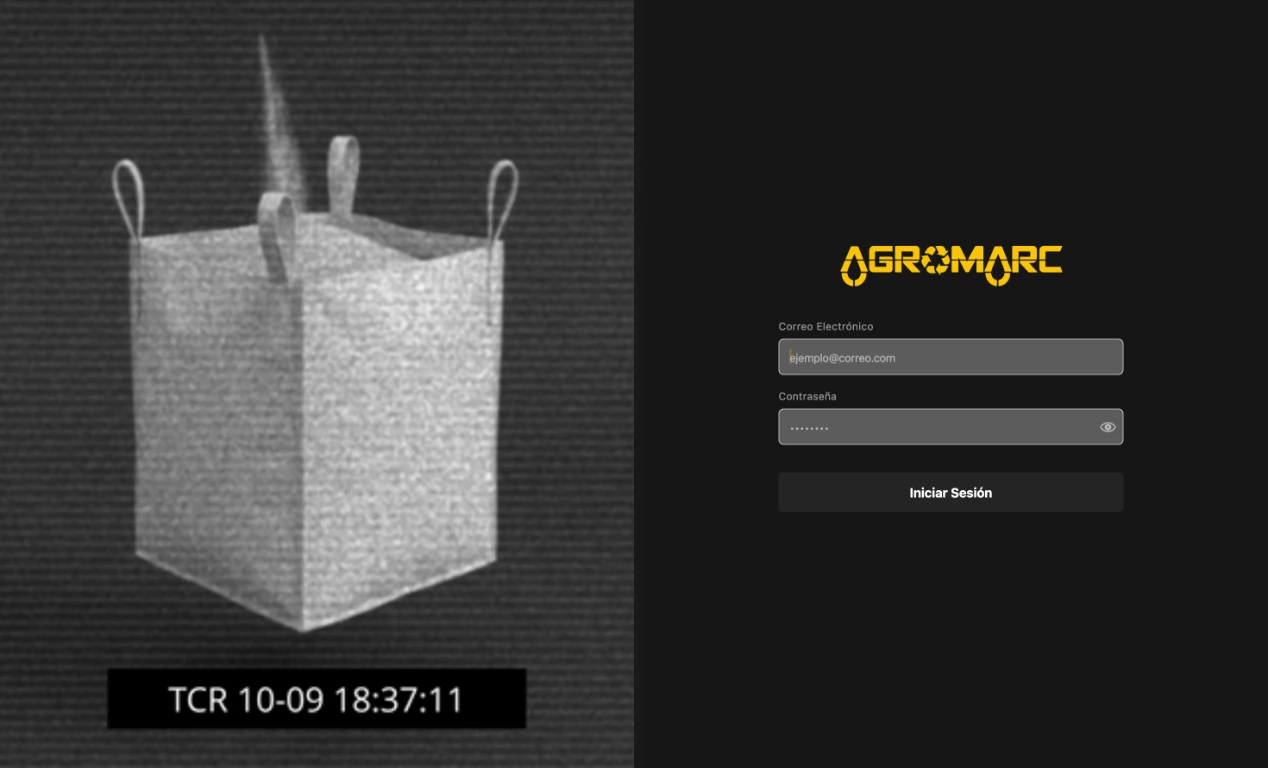 TCR 10-09 18:37:11
AGROMARC
Correo Electrónico
ejemplo@correo.com
Contraseña
••••••••
Iniciar Sesión